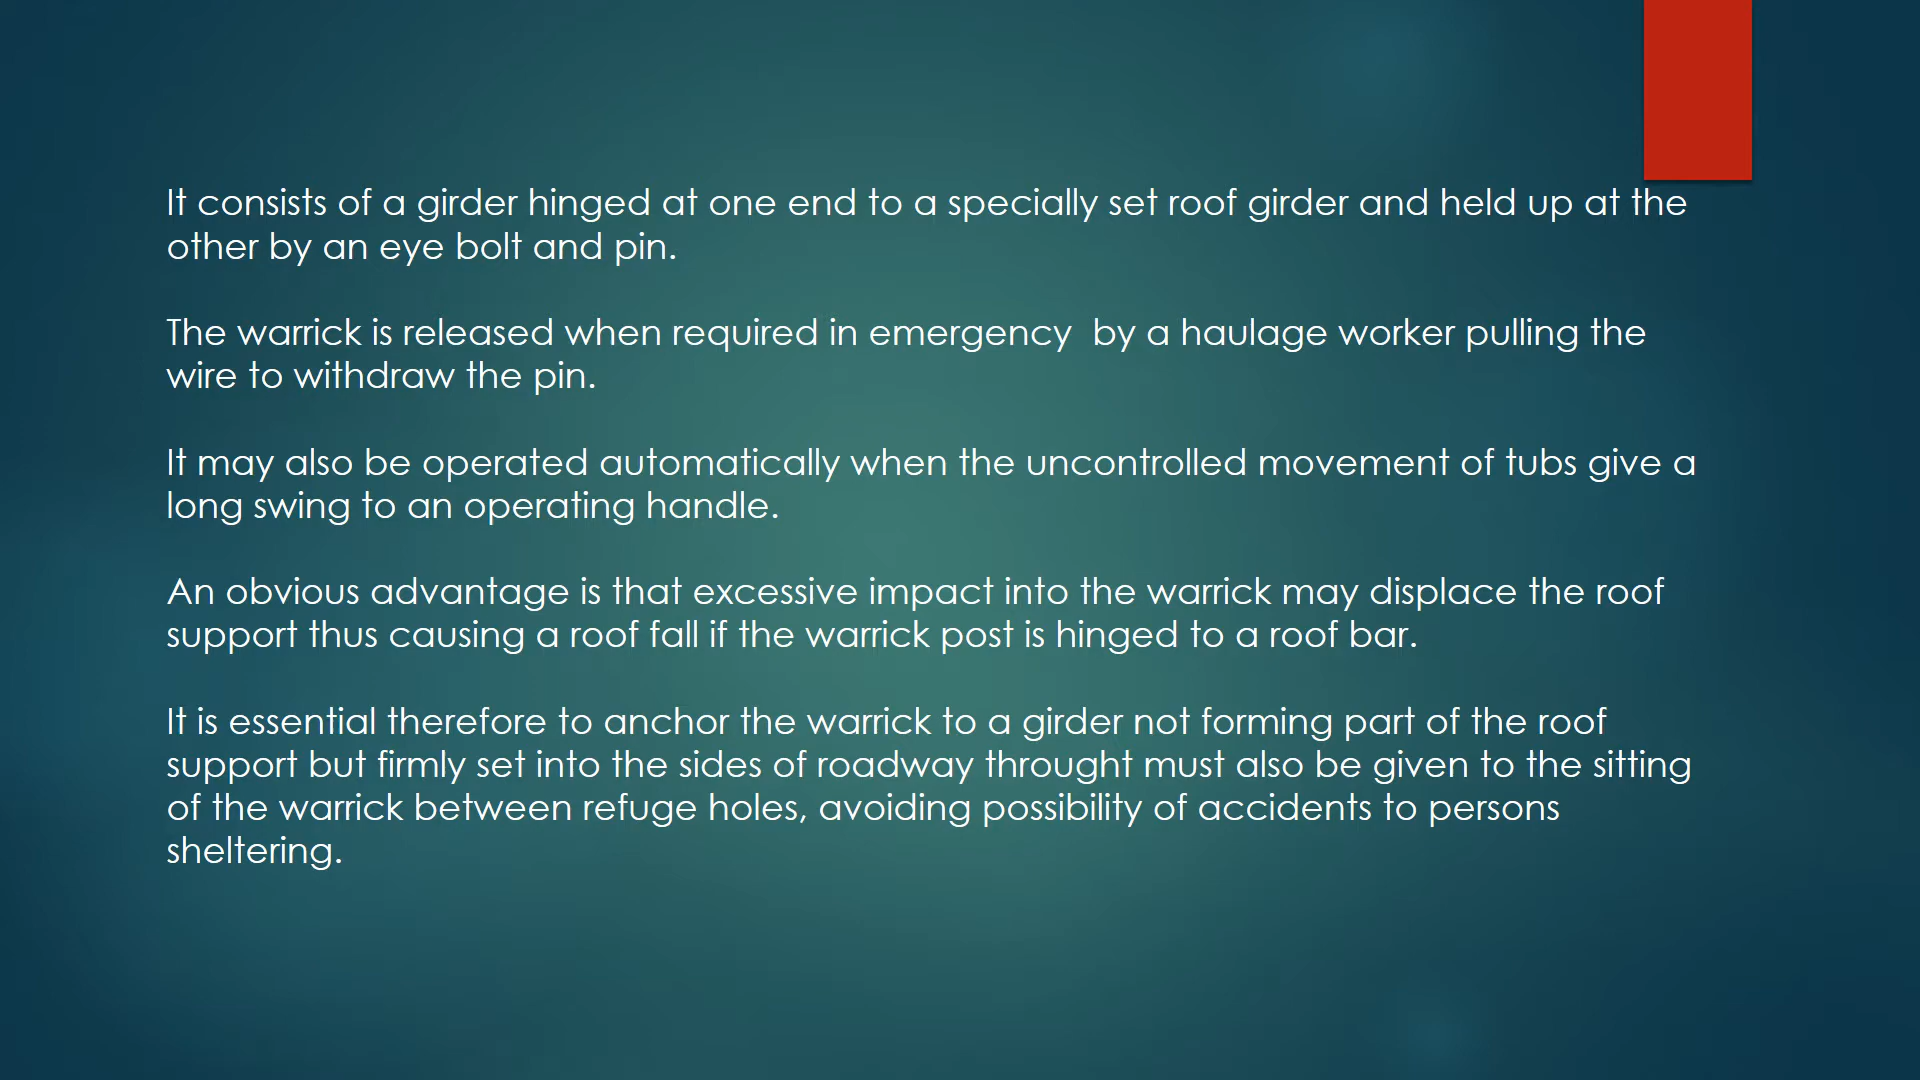 It consists of a girder hinged at one end to a specially set roof girder and held up at the
other by an eye bolt and pin.
The warrick is released when required in emergency  by a haulage worker pulling the
wire to withdraw the pin.
It may also be operated automatically when the uncontrolled movement of tubs give a
long swing to an operating handle.
An obvious advantage is that excessive impact into the warrick may displace the roof
support thus causing a roof fall if the warrick post is hinged to a roof bar.
It is essential therefore to anchor the warrick to a girder not forming part of the roof
support but firmly set into the sides of roadway throught must also be given to the sitting
of the warrick between refuge holes, avoiding possibility of accidents to persons
sheltering.